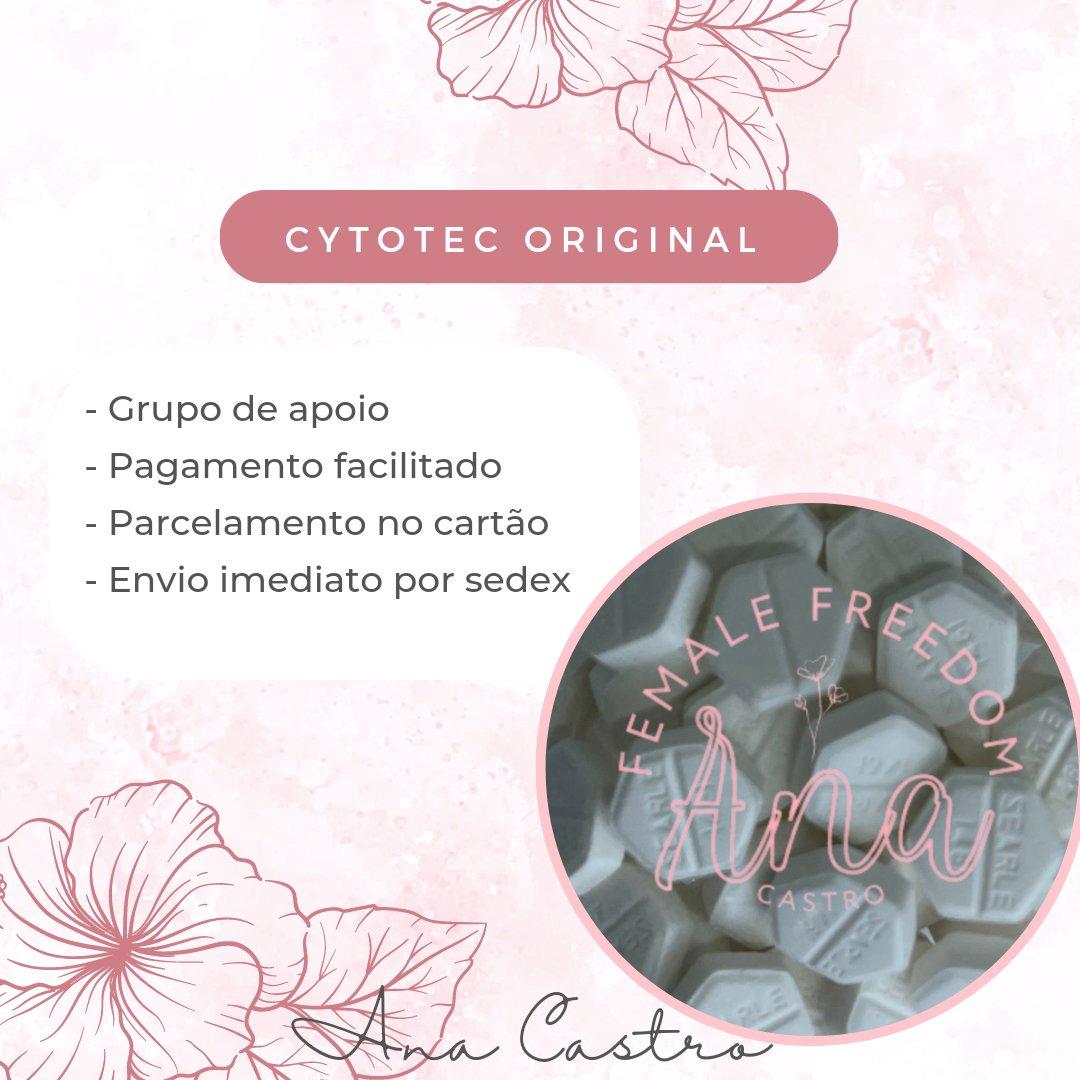 CYTOTEC ORIGINAL
- Grupo de apoio
- Pagamento facilitado
- Parcelamento no cartão
- Envio imediato por sedex
FEMALE FREEDOM
Ana
CASTRO
SEARLE
1461
Ana Castro